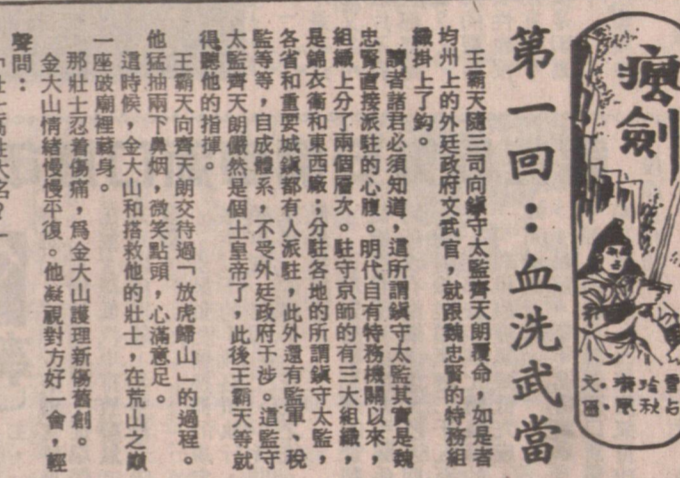 第一回：血洗武當
王霸天隨三司向鎮守太監齊天朗覆命，如是者
均州上的外廷政府文武官，就跟魏忠賢的特務組
織掛上了鈎。
讀者諸君必須知道，這所謂鎮守太監其實是魏
忠賢直接派駐的心腹。明代自有特務機關以來，
組織上分了兩個層次。駐守京師的有三大組織，
是錦衣衛和東西厰；分駐各地的所謂鎮守太監，
各省和重要城鎮都有人派駐，此外還有監軍、稅
監等等，自成體系，不受外廷政府干涉。這監守
太監齊天朗儼然是個土皇帝了，此後王霸天等就
得聽他的指揮。
王霸天向齊天朗交待過「放虎歸山」的過程。
他猛抽兩下鼻烟，微笑點頭，心滿意足。
這時候，金大山和搭救他的壯士，在荒山之巔
一座破廟裡藏身。
那壯士忍着傷痛，爲金大山護理新傷舊創。
金大山情緒慢慢平復。他凝視對方好一會，輕
聲問：